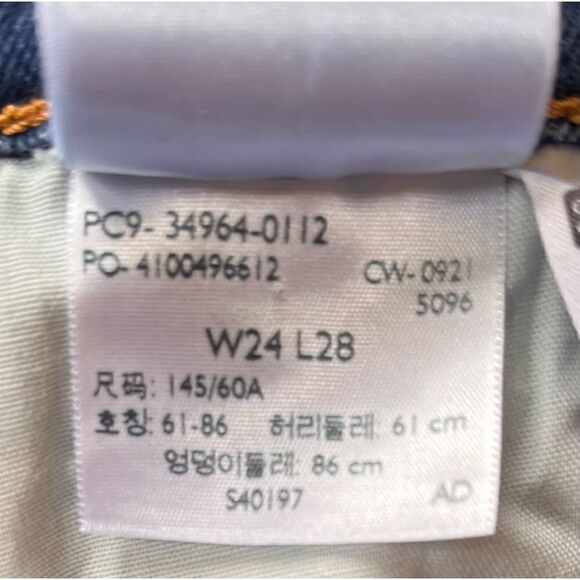 PC9- 34964-0112
PO- 4100496612 CW- 0921
5096
W24 L28
尺码: 145/60A
호칭: 61-86 허리둘레: 61 cm
엉덩이둘레: 86 cm
S40197 AD